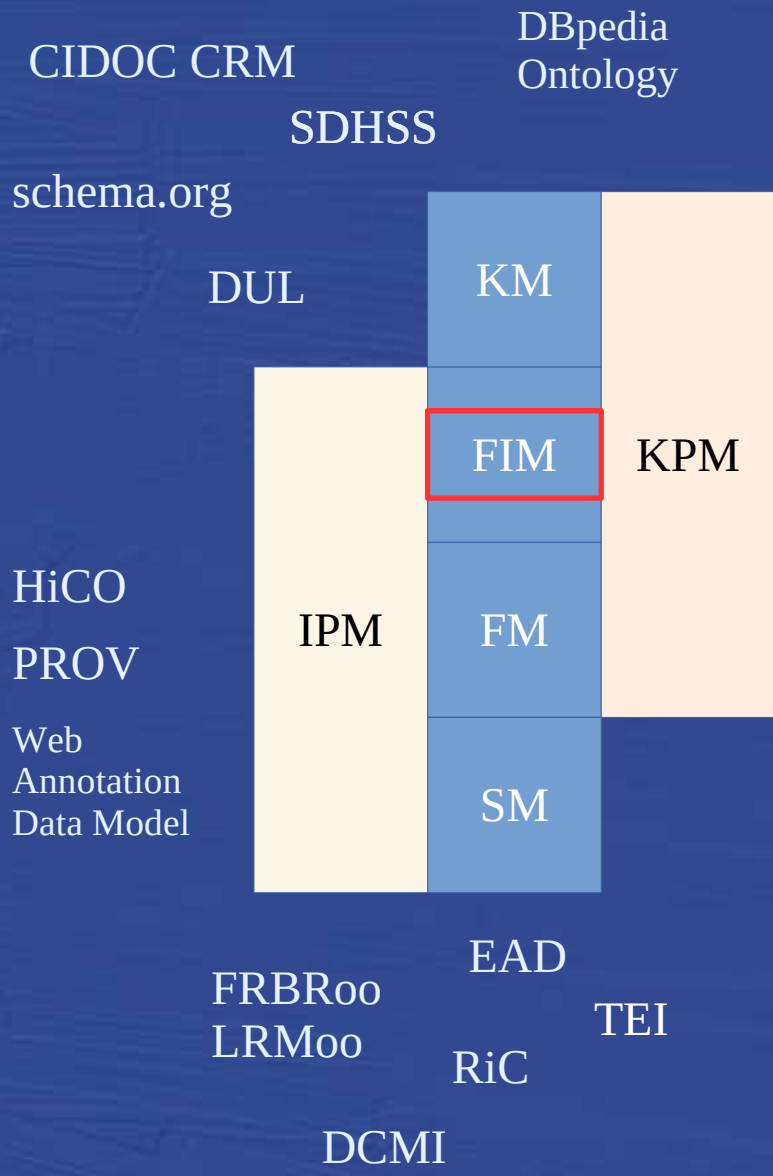 DBpedia
Ontology
CIDOC CRM
SDHSS
schema.org
DUL
KM
FIM
KPM
HiCO
IPM
FM
PROV
Web
Annotation
Data Model
SM
EAD
FRBRoo
LRMoo
TEI
RiC
DCMI